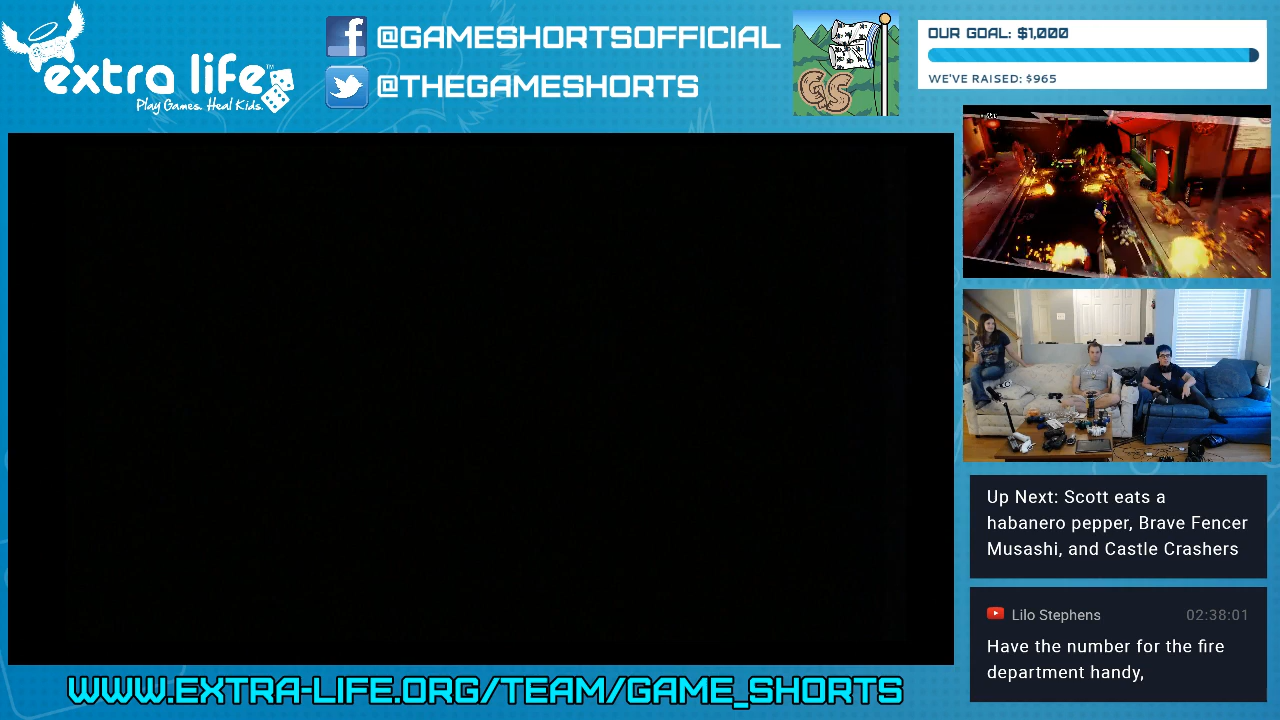 extra life™
Play Games. Heal Kids.
@GAMESHORTSOFFICIAL
@THEGAMESHORTS
GS
OUR GOAL: $1,000
WE'VE RAISED: $965
Up Next: Scott eats a
habanero pepper, Brave Fencer
Musashi, and Castle Crashers
Lilo Stephens 02:38:01
Have the number for the fire
department handy,
WWW.EXTRA-LIFE.ORG/TEAM/GAME_SHORTS